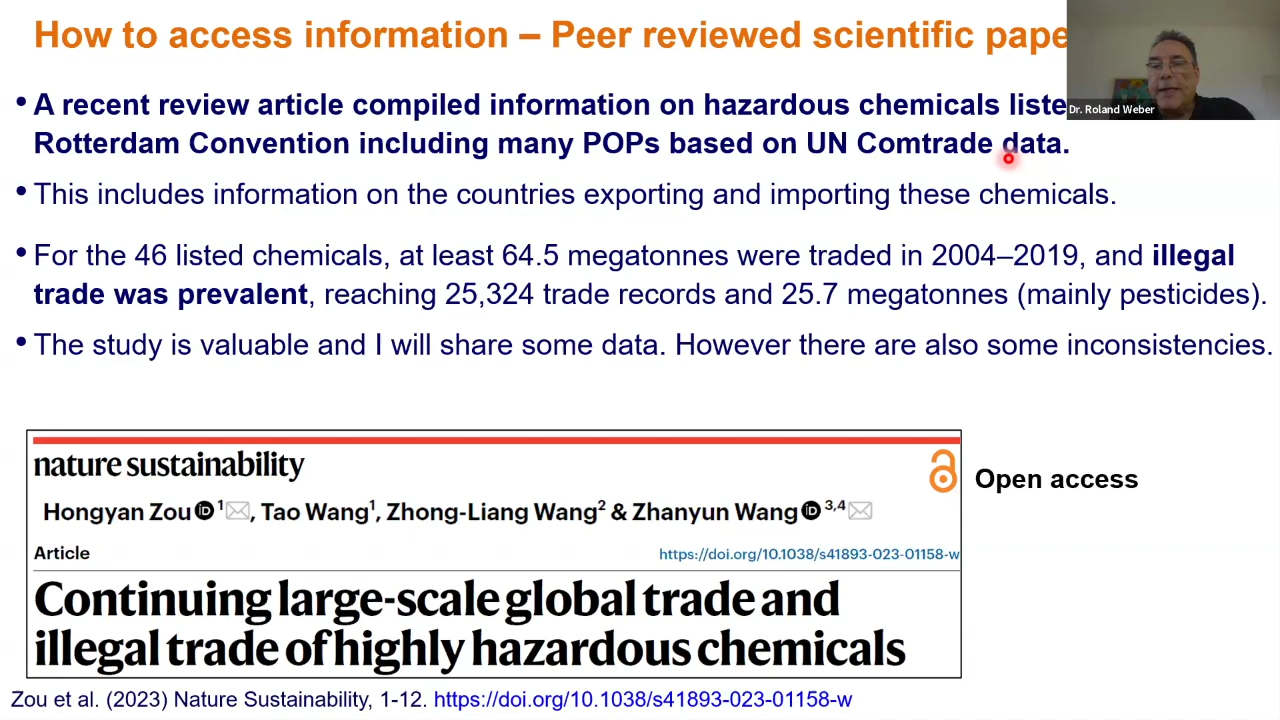 How to access information – Peer reviewed scientific pape
• A recent review article compiled information on hazardous chemicals liste
Dr. Roland Weber
Rotterdam Convention including many POPs based on UN Comtrade data.
• This includes information on the countries exporting and importing these chemicals.
• For the 46 listed chemicals, at least 64.5 megatonnes were traded in 2004–2019, and illegal
trade was prevalent, reaching 25,324 trade records and 25.7 megatonnes (mainly pesticides).
• The study is valuable and I will share some data. However there are also some inconsistencies.
nature sustainability
Open access
Hongyan Zou iD 1, Tao Wang1, Zhong-Liang Wang2 & Zhanyun Wang iD 3,4
Article https://doi.org/10.1038/s41893-023-01158-w
Continuing large-scale global trade and
illegal trade of highly hazardous chemicals
Zou et al. (2023) Nature Sustainability, 1-12. https://doi.org/10.1038/s41893-023-01158-w